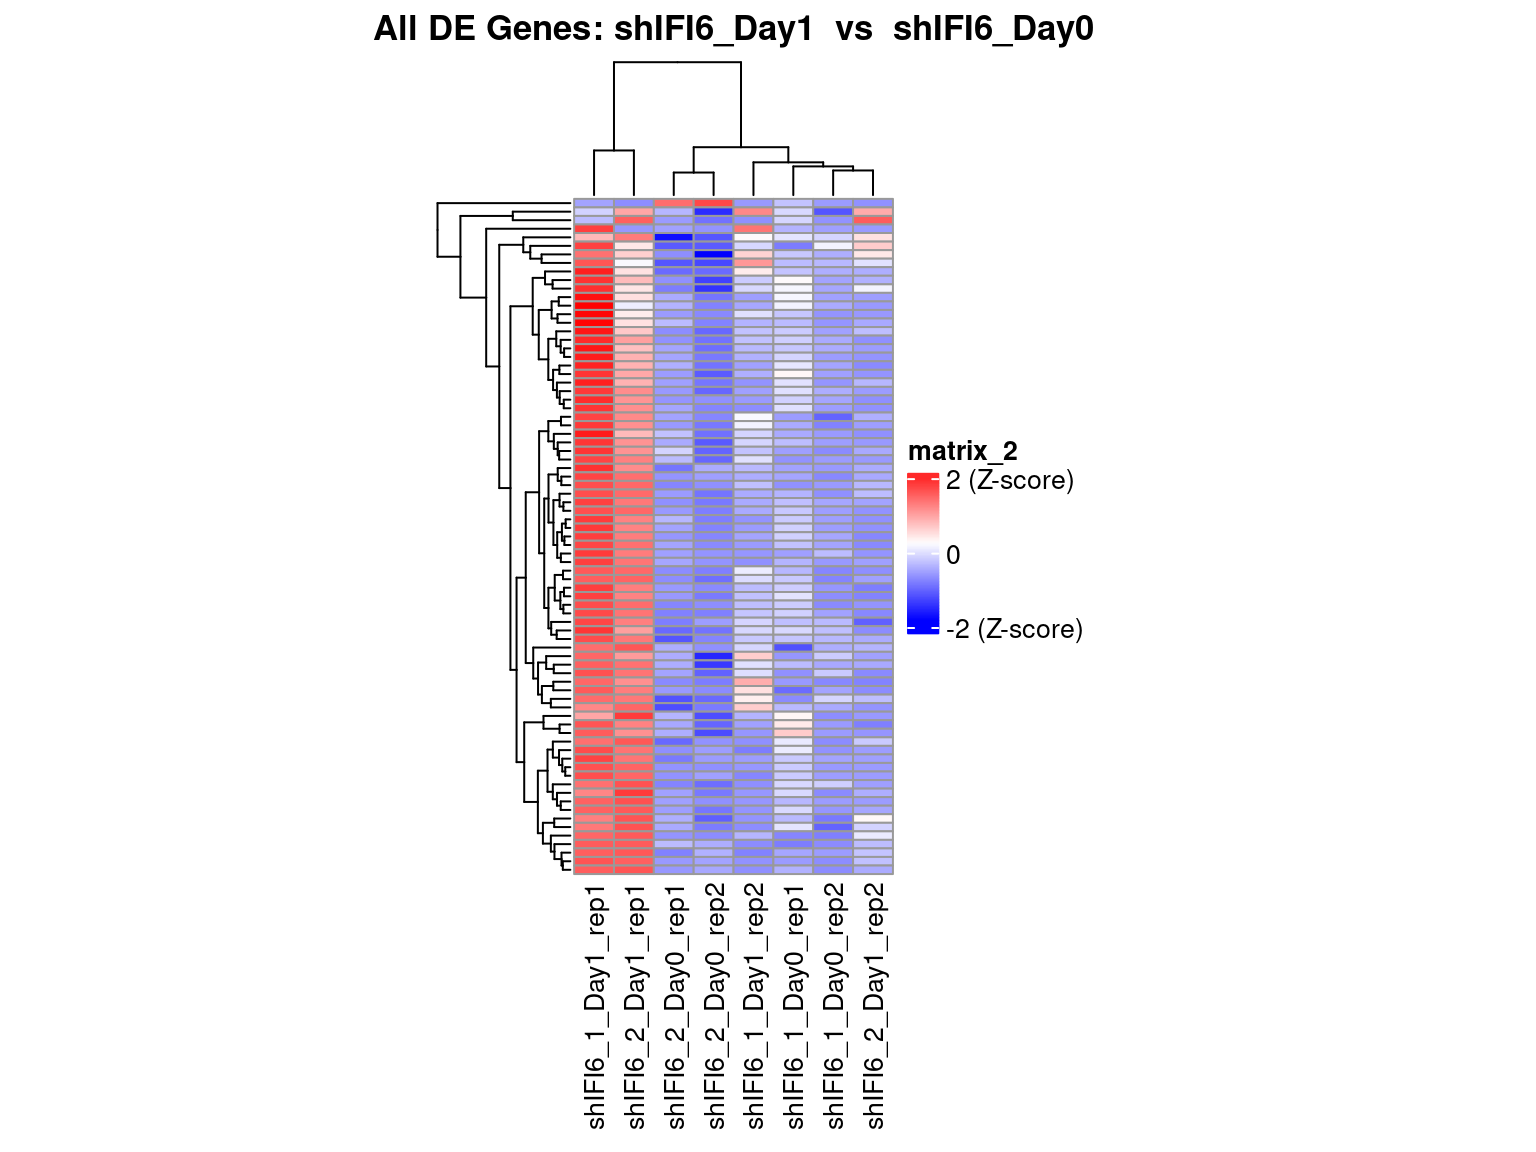 All DE Genes: shIFI6_Day1 vs shIFI6_Day0
matrix_2
2 (Z-score)
0
-2 (Z-score)
shIFI6_1_Day1_rep1
shIFI6_2_Day1_rep1
shIFI6_2_Day0_rep1
shIFI6_2_Day0_rep2
shIFI6_1_Day1_rep2
shIFI6_1_Day0_rep1
shIFI6_1_Day0_rep2
shIFI6_2_Day1_rep2